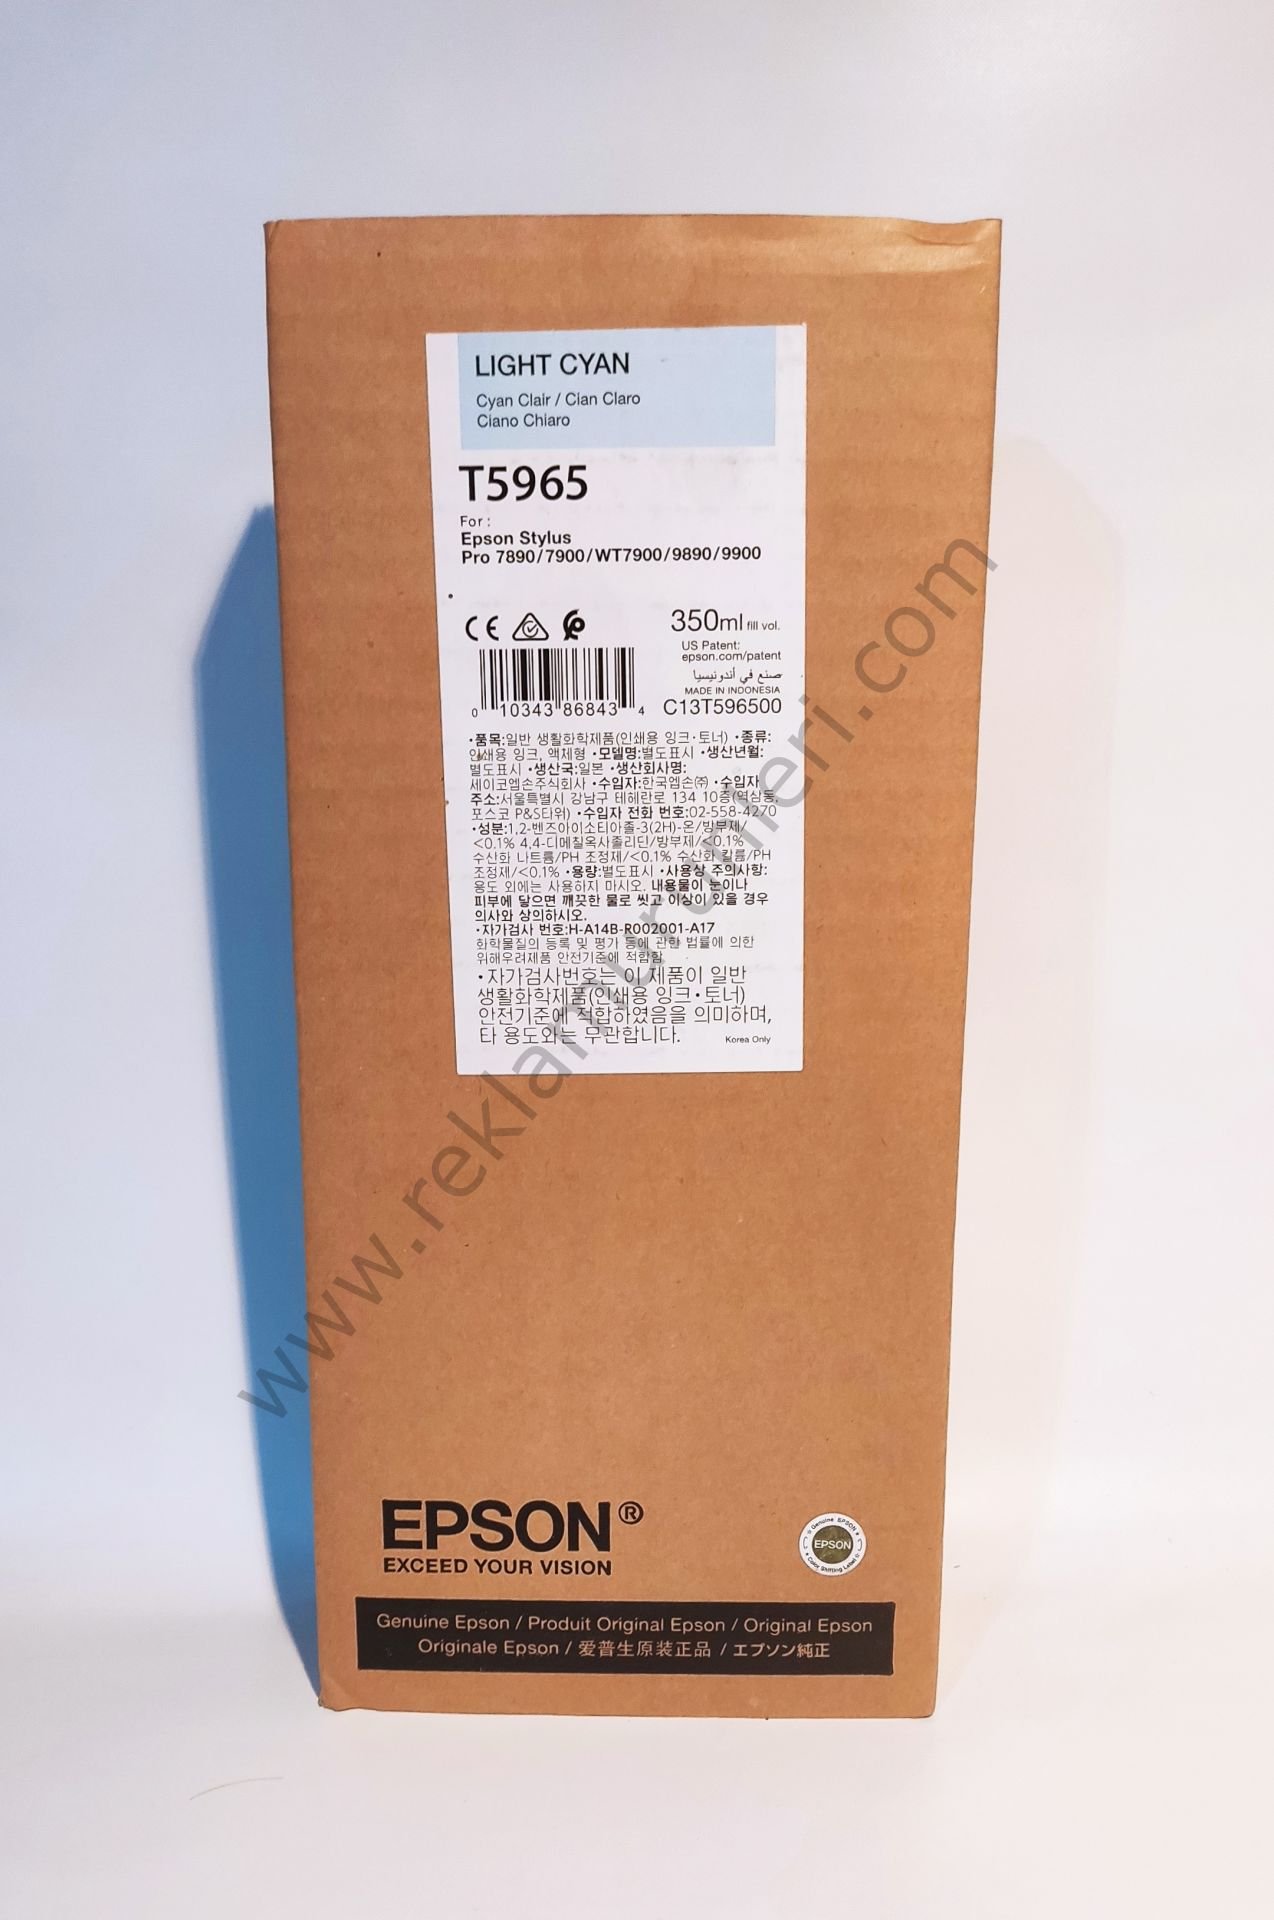 LIGHT CYAN
Cyan Clair / Cian Claro
Ciano Chiaro
T5965
For :
Epson Stylus
Pro 7890/7900/WT7900/9890/9900
CE
350ml fill vol.
US Patent:
epson.com/patent
صنع في أندونيسيا
MADE IN INDONESIA
C13T596500
0 10343 86843 4
•품목:일반 생활화학제품(인쇄용 잉크·토너) •종류:
인쇄용 잉크, 액체형 •모델명:별도표시 •생산년월:
별도표시 •생산국:일본 •생산회사명:
세이코엡손주식회사 •수입자:한국엡손(주) •수입자
주소:서울특별시 강남구 테헤란로 134 10층(역삼동,
포스코 P&S타워) •수입자 전화 번호:02-558-4270
•성분:1,2-벤즈아이소티아졸-3(2H)-온/방부제/
<0.1% 4,4-디메칠옥사졸리딘/방부제/<0.1%
수산화 나트륨/PH 조정제/<0.1% 수산화 칼륨/PH
조정제/<0.1% •용량:별도표시 •사용상 주의사항:
용도 외에는 사용하지 마시오. 내용물이 눈이나
피부에 닿으면 깨끗한 물로 씻고 이상이 있을 경우
의사와 상의하시오.
•자가검사 번호:H-A14B-R002001-A17
화학물질의 등록 및 평가 등에 관한 법률에 의한
위해우려제품 안전기준에 적합함
•자가검사번호는 이 제품이 일반
생활화학제품(인쇄용 잉크·토너)
안전기준에 적합하였음을 의미하며,
타 용도와는 무관합니다.
Korea Only
www.reklamurunleri.com
EPSON®
EXCEED YOUR VISION
Genuine EPSON
EPSON
Color Shifting Label
Genuine Epson / Produit Original Epson / Original Epson
Originale Epson / 爱普生原装正品 / エプソン純正